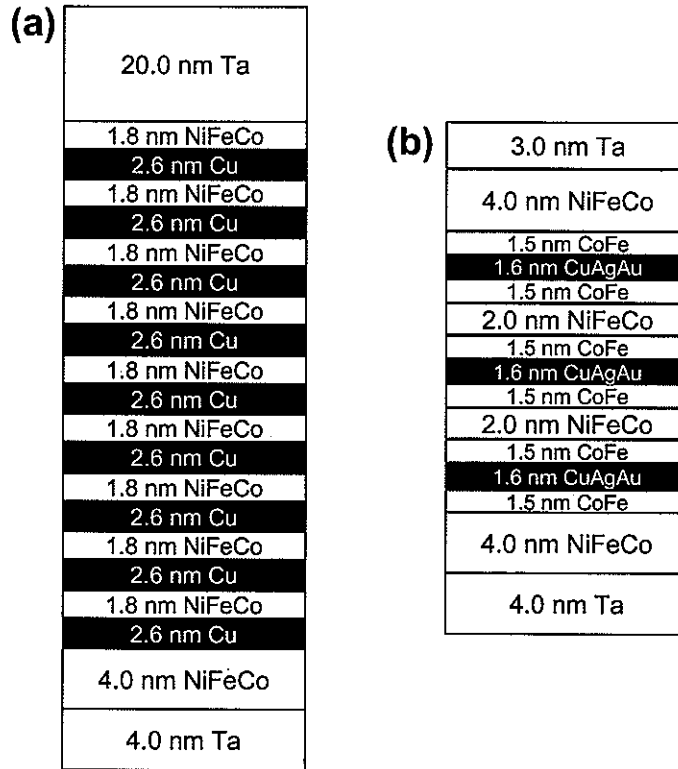 (a)
20.0 nm Ta
1.8 nm NiFeCo
2.6 nm Cu
1.8 nm NiFeCo
2.6 nm Cu
1.8 nm NiFeCo
2.6 nm Cu
1.8 nm NiFeCo
2.6 nm Cu
1.8 nm NiFeCo
2.6 nm Cu
1.8 nm NiFeCo
2.6 nm Cu
1.8 nm NiFeCo
2.6 nm Cu
1.8 nm NiFeCo
2.6 nm Cu
1.8 nm NiFeCo
2.6 nm Cu
4.0 nm NiFeCo
4.0 nm Ta
(b)
3.0 nm Ta
4.0 nm NiFeCo
1.5 nm CoFe
1.6 nm CuAgAu
1.5 nm CoFe
2.0 nm NiFeCo
1.5 nm CoFe
1.6 nm CuAgAu
1.5 nm CoFe
2.0 nm NiFeCo
1.5 nm CoFe
1.6 nm CuAgAu
1.5 nm CoFe
4.0 nm NiFeCo
4.0 nm Ta